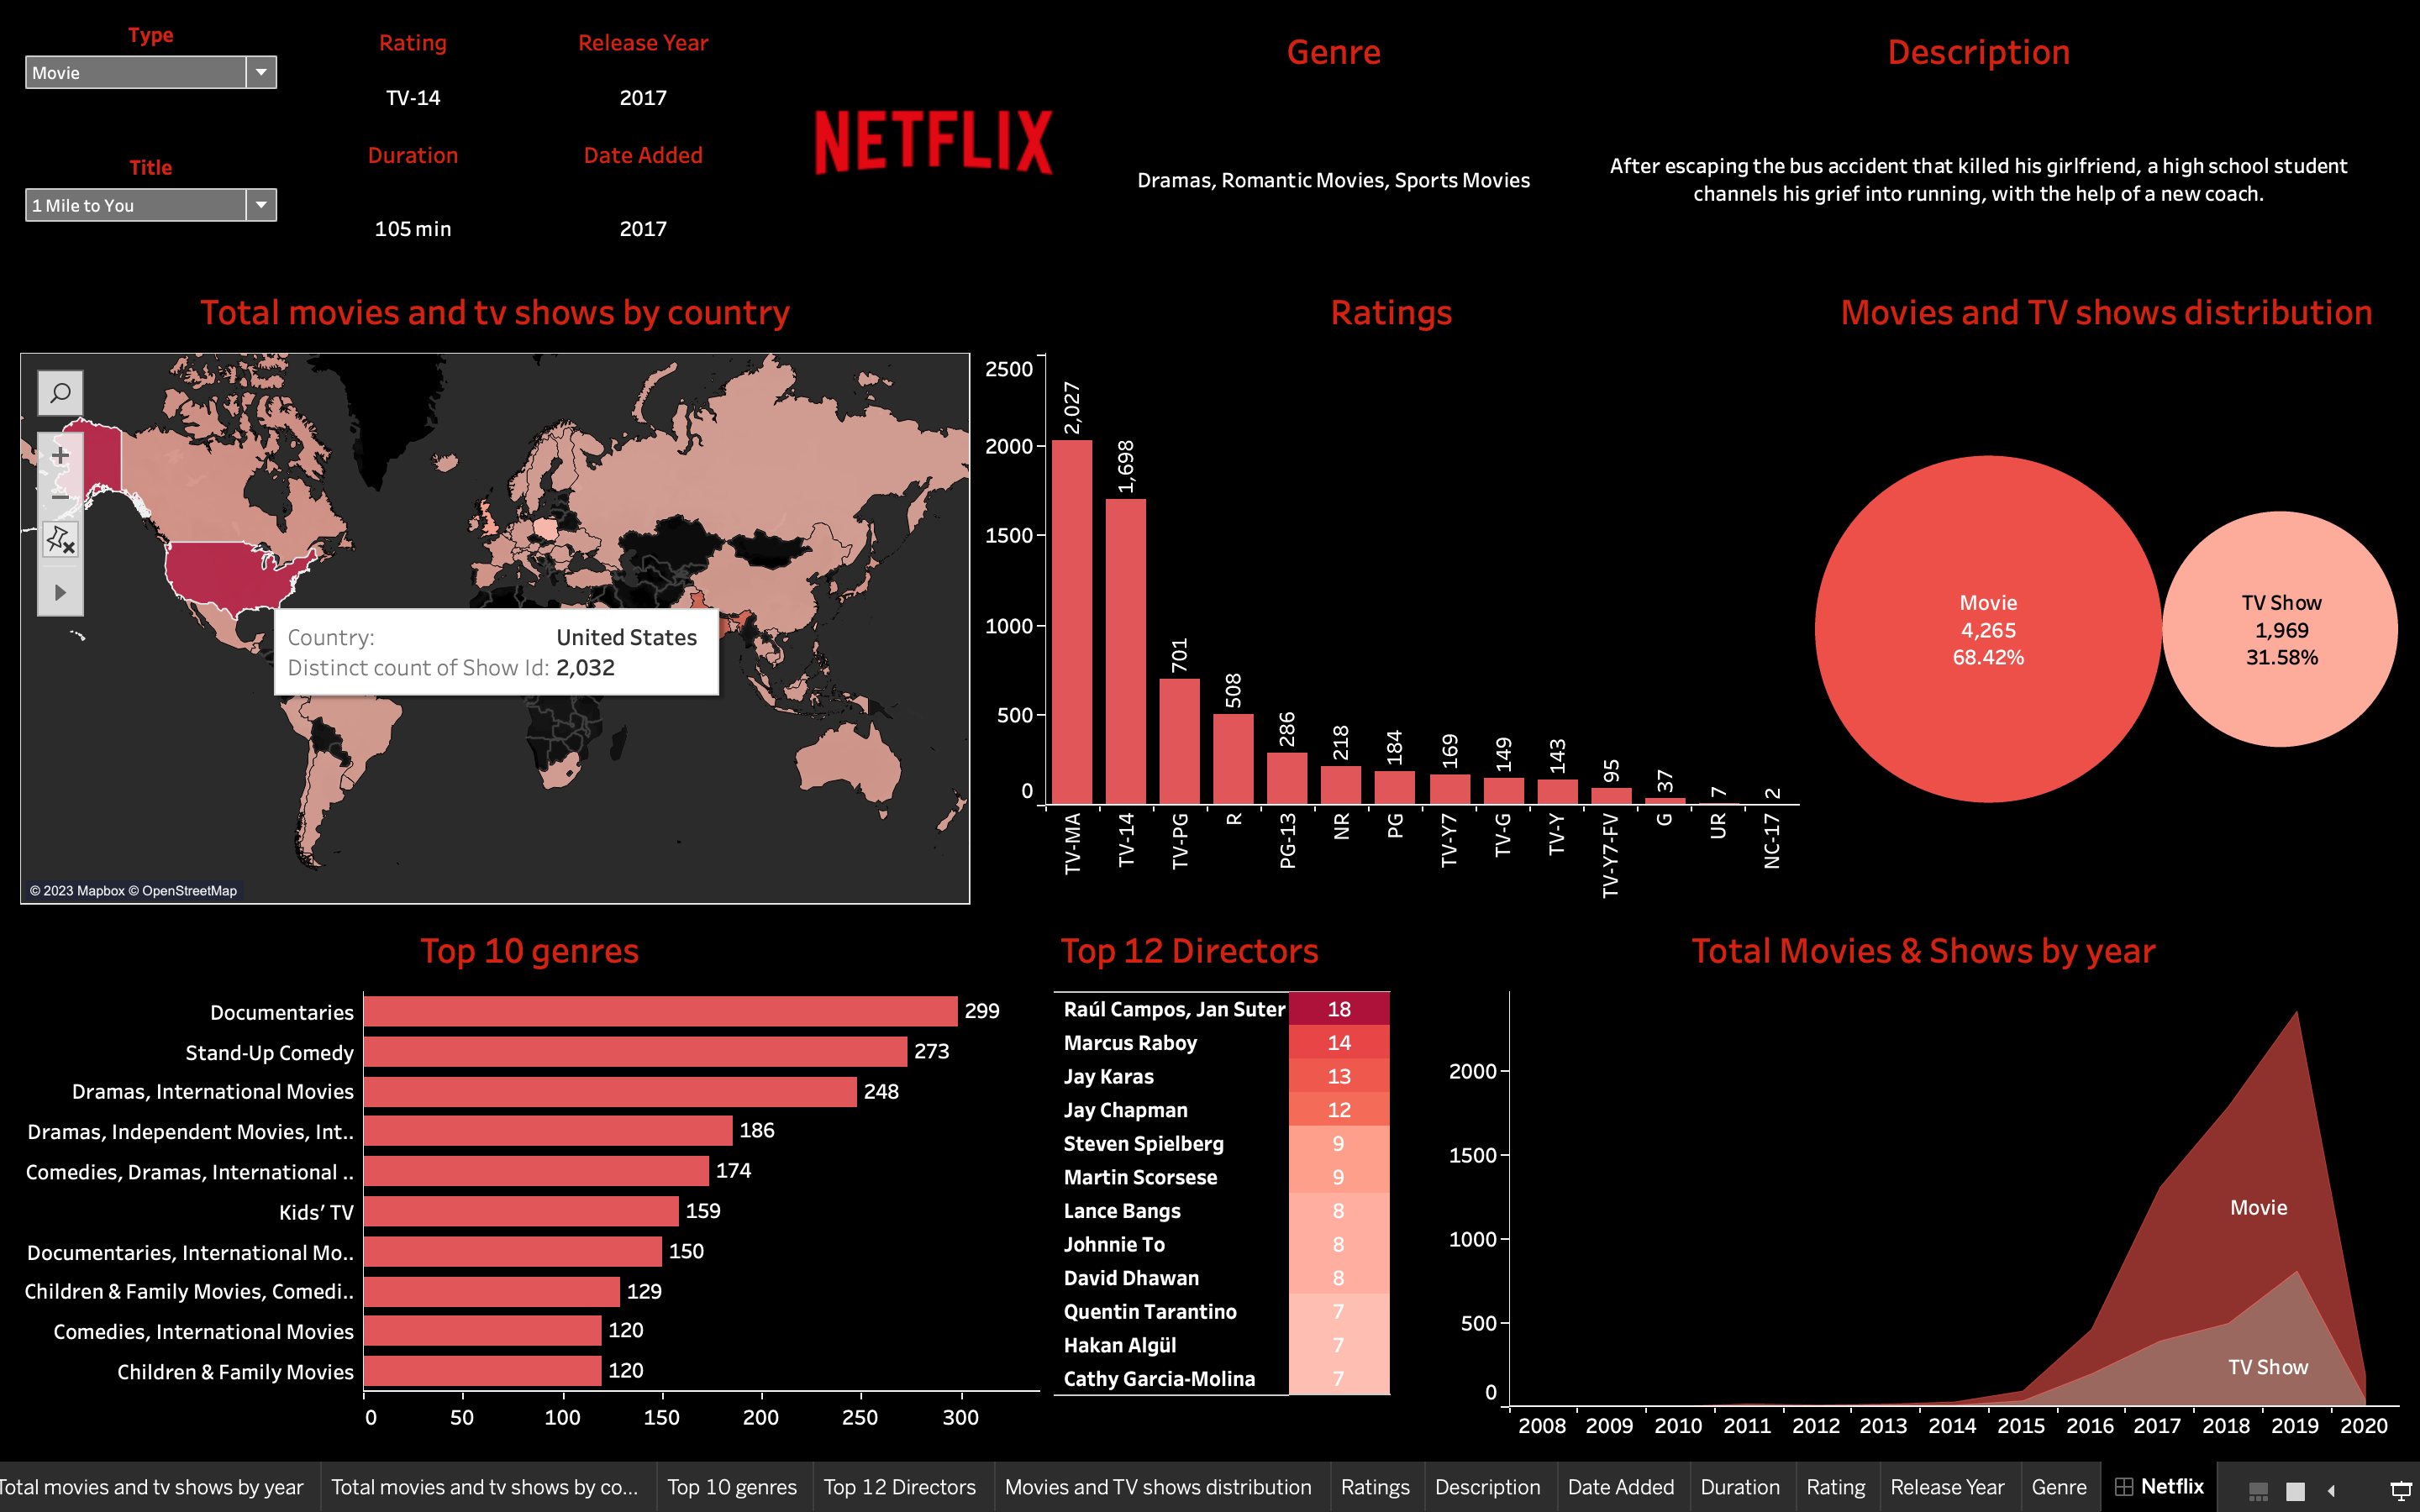 Type
Movie
Title
1 Mile to You
Rating
TV-14
Release Year
2017
Duration
105 min
Date Added
2017
NETFLIX
Genre
Dramas, Romantic Movies, Sports Movies
Description
After escaping the bus accident that killed his girlfriend, a high school student
channels his grief into running, with the help of a new coach.
Total movies and tv shows by country
Country: United States
Distinct count of Show Id: 2,032
© 2023 Mapbox © OpenStreetMap
Ratings
2500
2000
1500
1000
500
0
2,027
1,698
701
508
286
218
184
169
149
143
95
37
7
2
TV-MA
TV-14
TV-PG
R
PG-13
NR
PG
TV-Y7
TV-G
TV-Y
TV-Y7-FV
G
UR
NC-17
Movies and TV shows distribution
Movie
4,265
68.42%
TV Show
1,969
31.58%
Top 10 genres
Documentaries 299
Stand-Up Comedy 273
Dramas, International Movies 248
Dramas, Independent Movies, Int.. 186
Comedies, Dramas, International .. 174
Kids' TV 159
Documentaries, International Mo.. 150
Children & Family Movies, Comedi.. 129
Comedies, International Movies 120
Children & Family Movies 120
0 50 100 150 200 250 300
Top 12 Directors
Raúl Campos, Jan Suter 18
Marcus Raboy 14
Jay Karas 13
Jay Chapman 12
Steven Spielberg 9
Martin Scorsese 9
Lance Bangs 8
Johnnie To 8
David Dhawan 8
Quentin Tarantino 7
Hakan Algül 7
Cathy Garcia-Molina 7
Total Movies & Shows by year
2000
1500
1000
500
0
Movie
TV Show
2008 2009 2010 2011 2012 2013 2014 2015 2016 2017 2018 2019 2020
Total movies and tv shows by year
Total movies and tv shows by co...
Top 10 genres
Top 12 Directors
Movies and TV shows distribution
Ratings
Description
Date Added
Duration
Rating
Release Year
Genre
Netflix